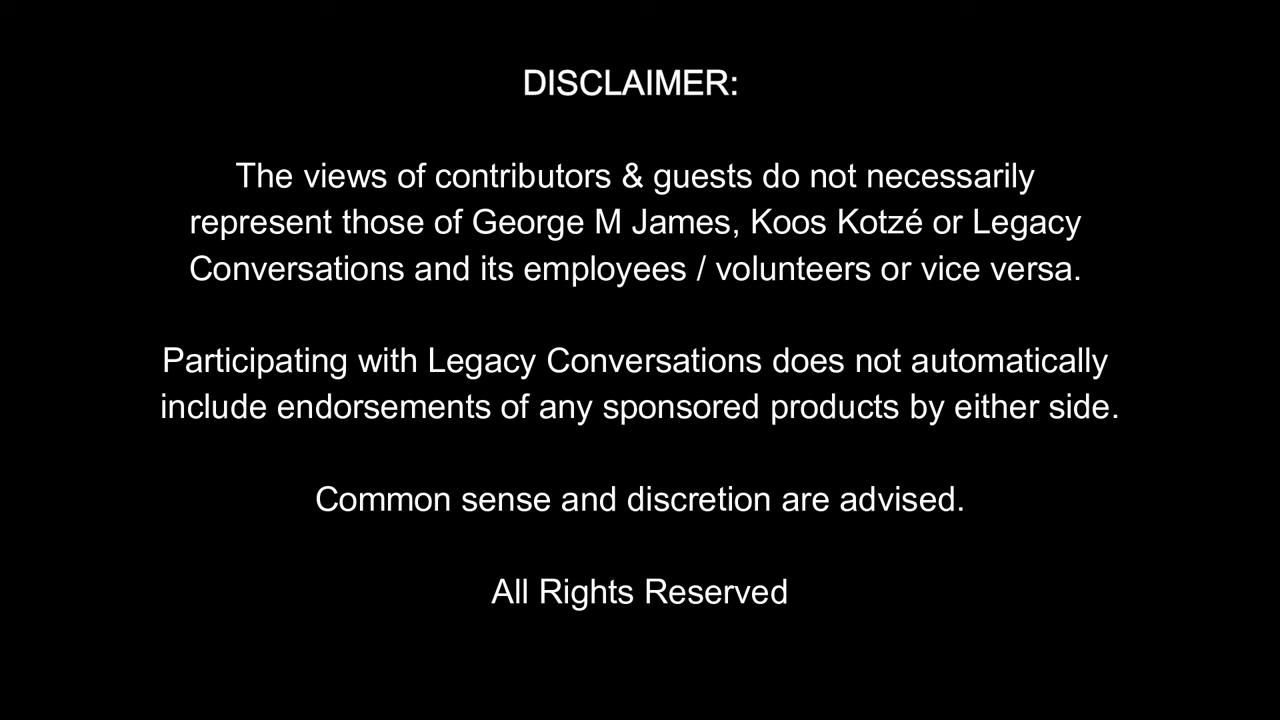 DISCLAIMER:
The views of contributors & guests do not necessarily
represent those of George M James, Koos Kotzé or Legacy
Conversations and its employees / volunteers or vice versa.
Participating with Legacy Conversations does not automatically
include endorsements of any sponsored products by either side.
Common sense and discretion are advised.
All Rights Reserved